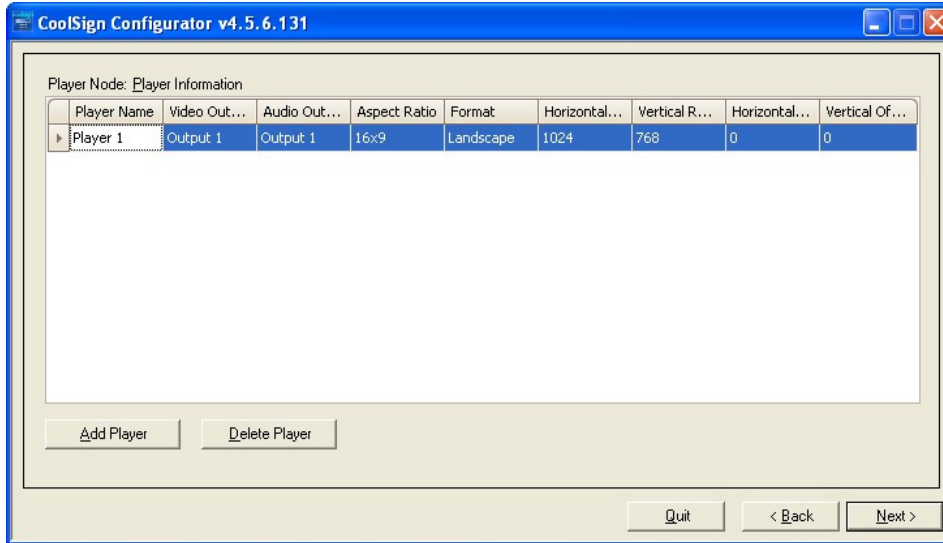 CoolSign Configurator v4.5.6.131
Player Node: Player Information
Player Name Video Out... Audio Out... Aspect Ratio Format Horizontal... Vertical R... Horizontal... Vertical Of...
Player 1 Output 1 Output 1 16x9 Landscape 1024 768 0 0
Add Player Delete Player
Quit < Back Next >